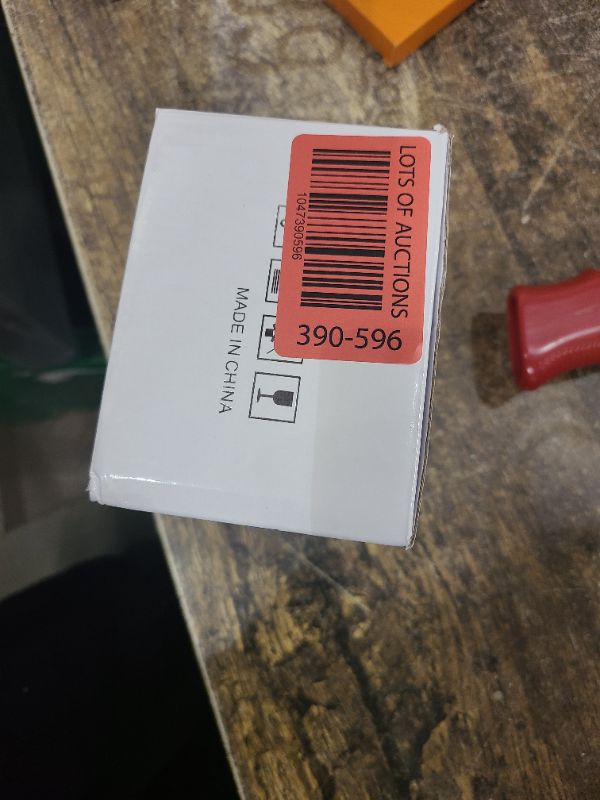 LOTS OF AUCTIONS
1047390596
390-596
MADE IN CHINA